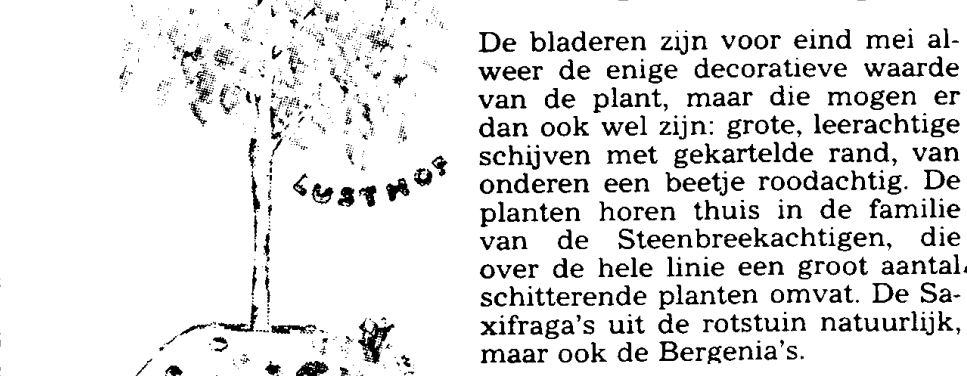 LUSTHOF
De bladeren zijn voor eind mei al-
weer de enige decoratieve waarde
van de plant, maar die mogen er
dan ook wel zijn: grote, leerachtige
schijven met gekartelde rand, van
onderen een beetje roodachtig. De
planten horen thuis in de familie
van de Steenbreekachtigen, die
over de hele linie een groot aantal
schitterende planten omvat. De Sa-
xifraga's uit de rotstuin natuurlijk,
maar ook de Bergenia's.